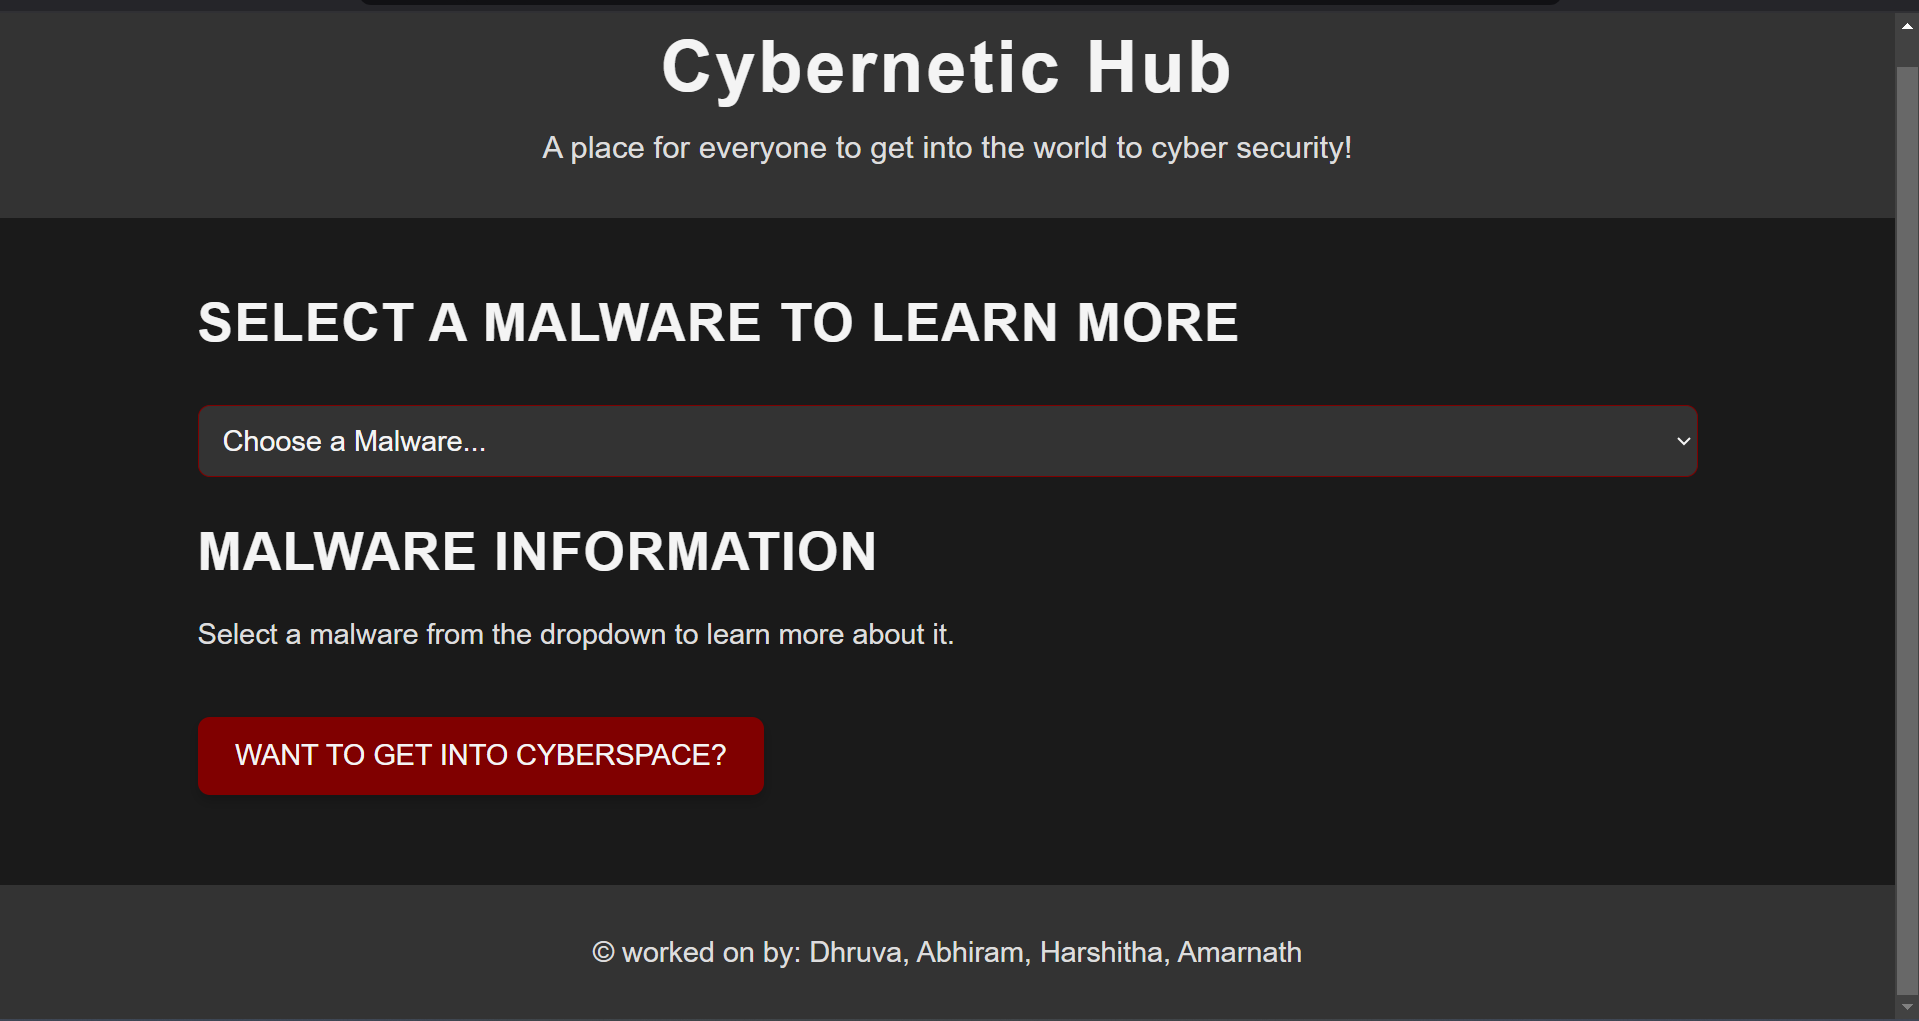 Cybernetic Hub
A place for everyone to get into the world to cyber security!
SELECT A MALWARE TO LEARN MORE
Choose a Malware...
MALWARE INFORMATION
Select a malware from the dropdown to learn more about it.
WANT TO GET INTO CYBERSPACE?
© worked on by: Dhruva, Abhiram, Harshitha, Amarnath